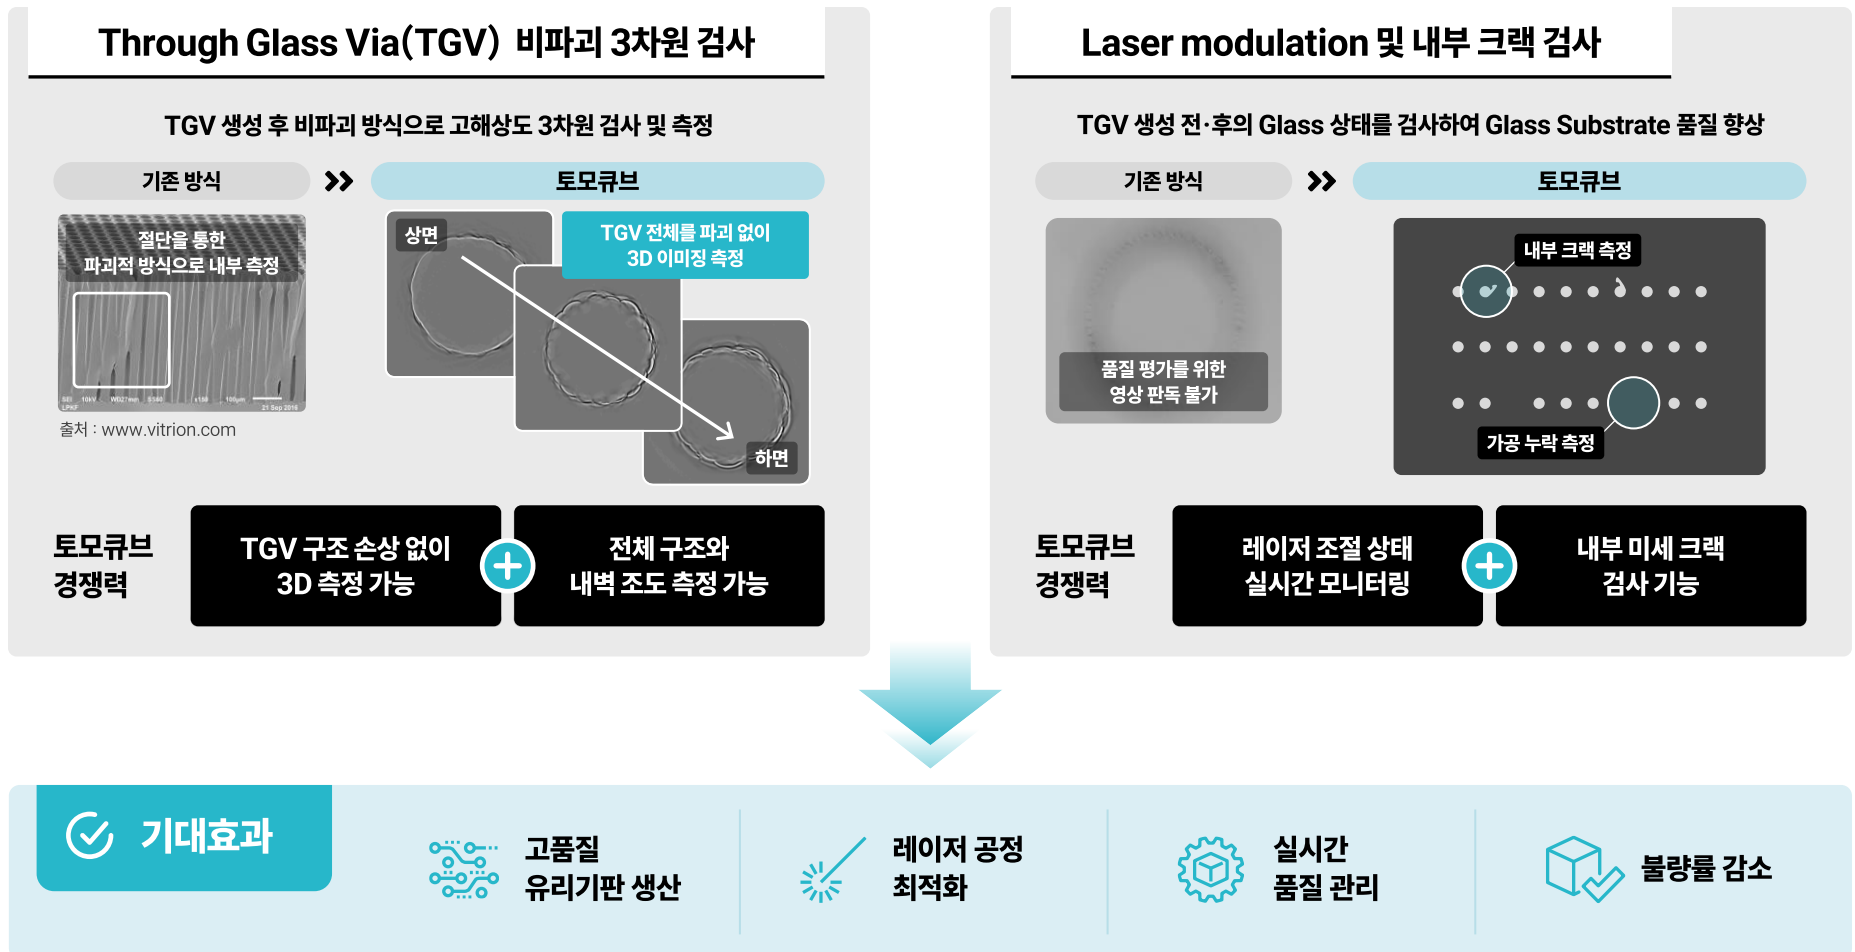 Through Glass Via(TGV) 비파괴 3차원 검사
TGV 생성 후 비파괴 방식으로 고해상도 3차원 검사 및 측정
기존 방식
토모큐브
절단을 통한
파괴적 방식으로 내부 측정
SEI 10kV WD27mm SS40 x180 100µm
LPKF 21 Sep 2016
출처 : www.vitrion.com
상면
TGV 전체를 파괴 없이
3D 이미징 측정
하면
토모큐브
경쟁력
TGV 구조 손상 없이
3D 측정 가능
전체 구조와
내벽 조도 측정 가능
Laser modulation 및 내부 크랙 검사
TGV 생성 전·후의 Glass 상태를 검사하여 Glass Substrate 품질 향상
기존 방식
토모큐브
품질 평가를 위한
영상 판독 불가
내부 크랙 측정
가공 누락 측정
토모큐브
경쟁력
레이저 조절 상태
실시간 모니터링
내부 미세 크랙
검사 기능
기대효과
고품질
유리기판 생산
레이저 공정
최적화
실시간
품질 관리
불량률 감소